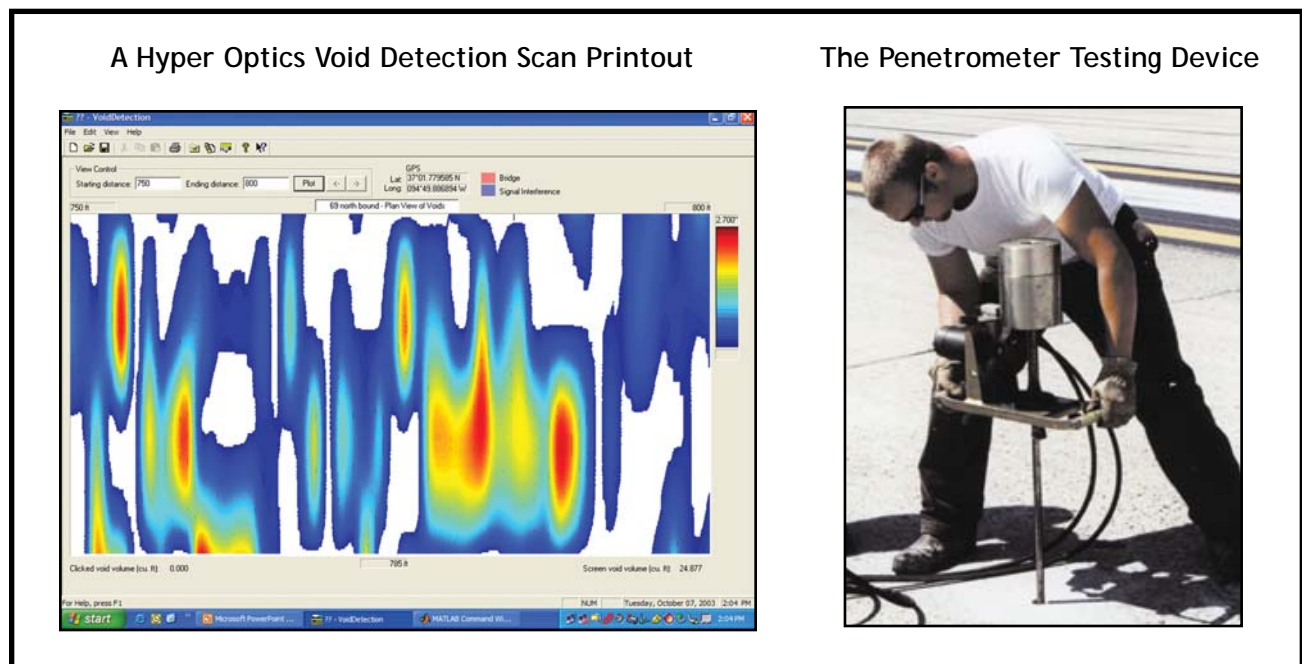 A Hyper Optics Void Detection Scan Printout
The Penetrometer Testing Device
?? - VoidDetection
File Edit View Help
View Control
Starting distance: 750 Ending distance: 800 Plot <- ->
GPS
Lat: 37°01.779585 N
Long: 094°49.886894 W
Bridge
Signal Interference
750 ft
69 north bound - Plan View of Voids
800 ft
2.700"
Clicked void volume (cu. ft) 0.000
785 ft
Screen void volume (cu. ft) 24.877
For Help, press F1
NUM
Tuesday, October 07, 2003 2:04 PM
start
Microsoft PowerPoint ...
?? - VoidDetection
MATLAB Command Wi...
2:04 PM